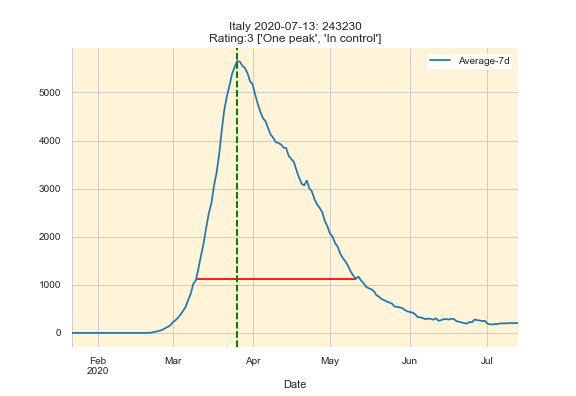 Italy 2020-07-13: 243230
Rating:3 ['One peak', 'In control']
Average-7d
5000
4000
3000
2000
1000
0
Feb
2020
Mar
Apr
May
Jun
Jul
Date